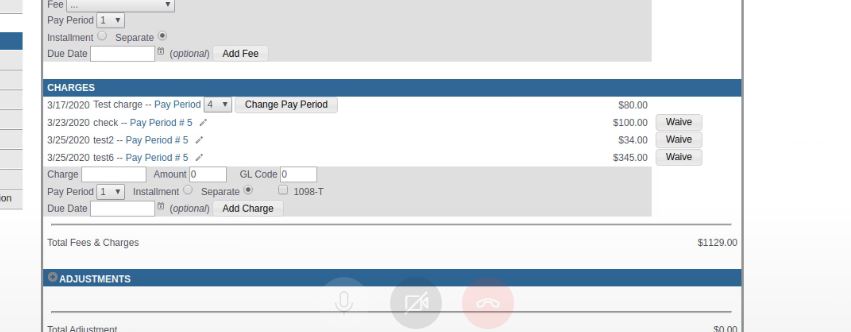 Fee ...
Pay Period 1
Installment Separate
Due Date (optional) Add Fee
CHARGES
3/17/2020 Test charge -- Pay Period 4 Change Pay Period $80.00
3/23/2020 check -- Pay Period # 5 $100.00 Waive
3/25/2020 test2 -- Pay Period # 5 $34.00 Waive
3/25/2020 test6 -- Pay Period # 5 $345.00 Waive
Charge Amount 0 GL Code 0
Pay Period 1 Installment Separate 1098-T
ion
Due Date (optional) Add Charge
Total Fees & Charges $1129.00
ADJUSTMENTS
Total Adjustment $0.00